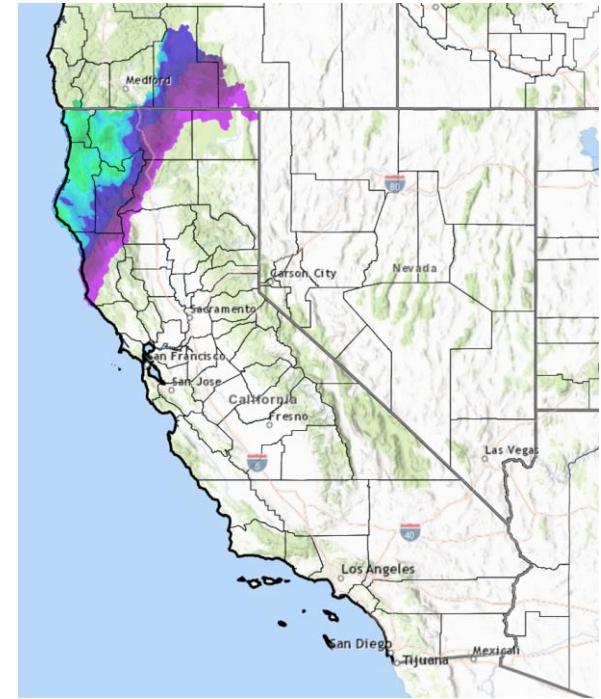 Medford
80
Carson City
Nevada
Sacramento
San Francisco
San Jose
California
Fresno
5
Las Vegas
40
Los Angeles
San Diego
Tijuana
Mexicali